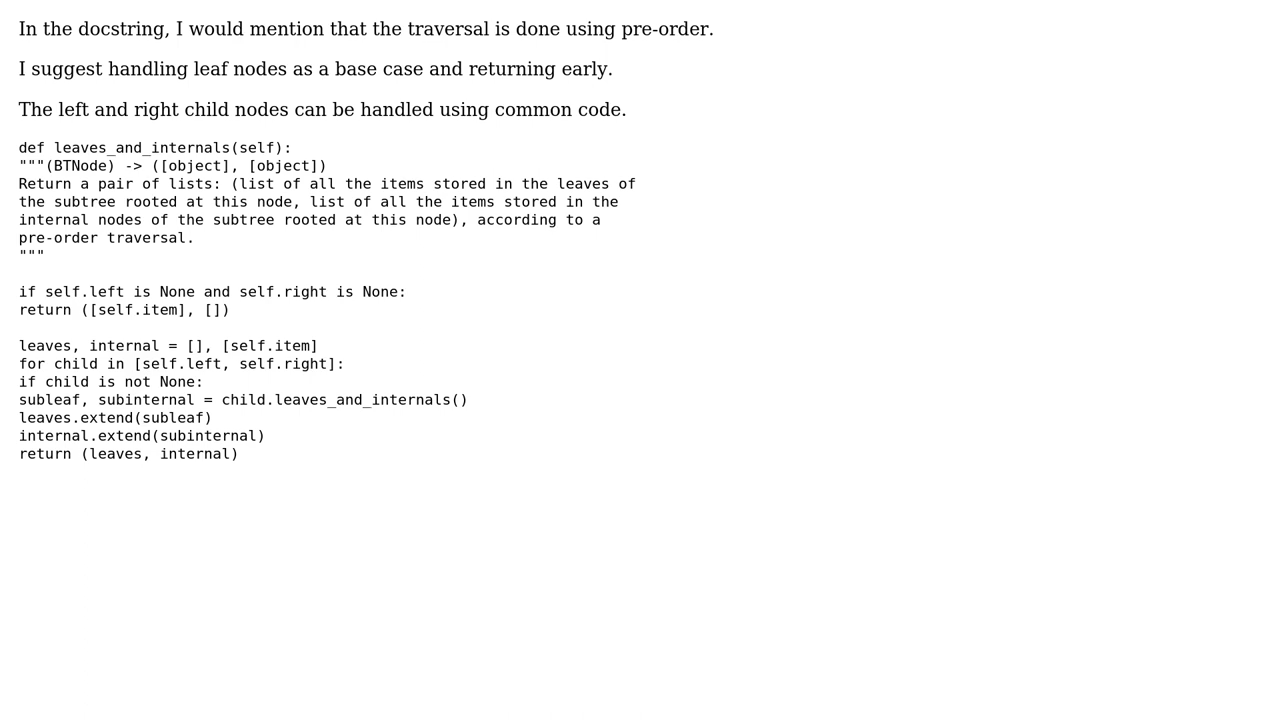 In the docstring, I would mention that the traversal is done using pre-order.
I suggest handling leaf nodes as a base case and returning early.
The left and right child nodes can be handled using common code.
def leaves_and_internals(self):
"""(BTNode) -> ([object], [object])
Return a pair of lists: (list of all the items stored in the leaves of
the subtree rooted at this node, list of all the items stored in the
internal nodes of the subtree rooted at this node), according to a
pre-order traversal.
"""
if self.left is None and self.right is None:
return ([self.item], [])
leaves, internal = [], [self.item]
for child in [self.left, self.right]:
if child is not None:
subleaf, subinternal = child.leaves_and_internals()
leaves.extend(subleaf)
internal.extend(subinternal)
return (leaves, internal)